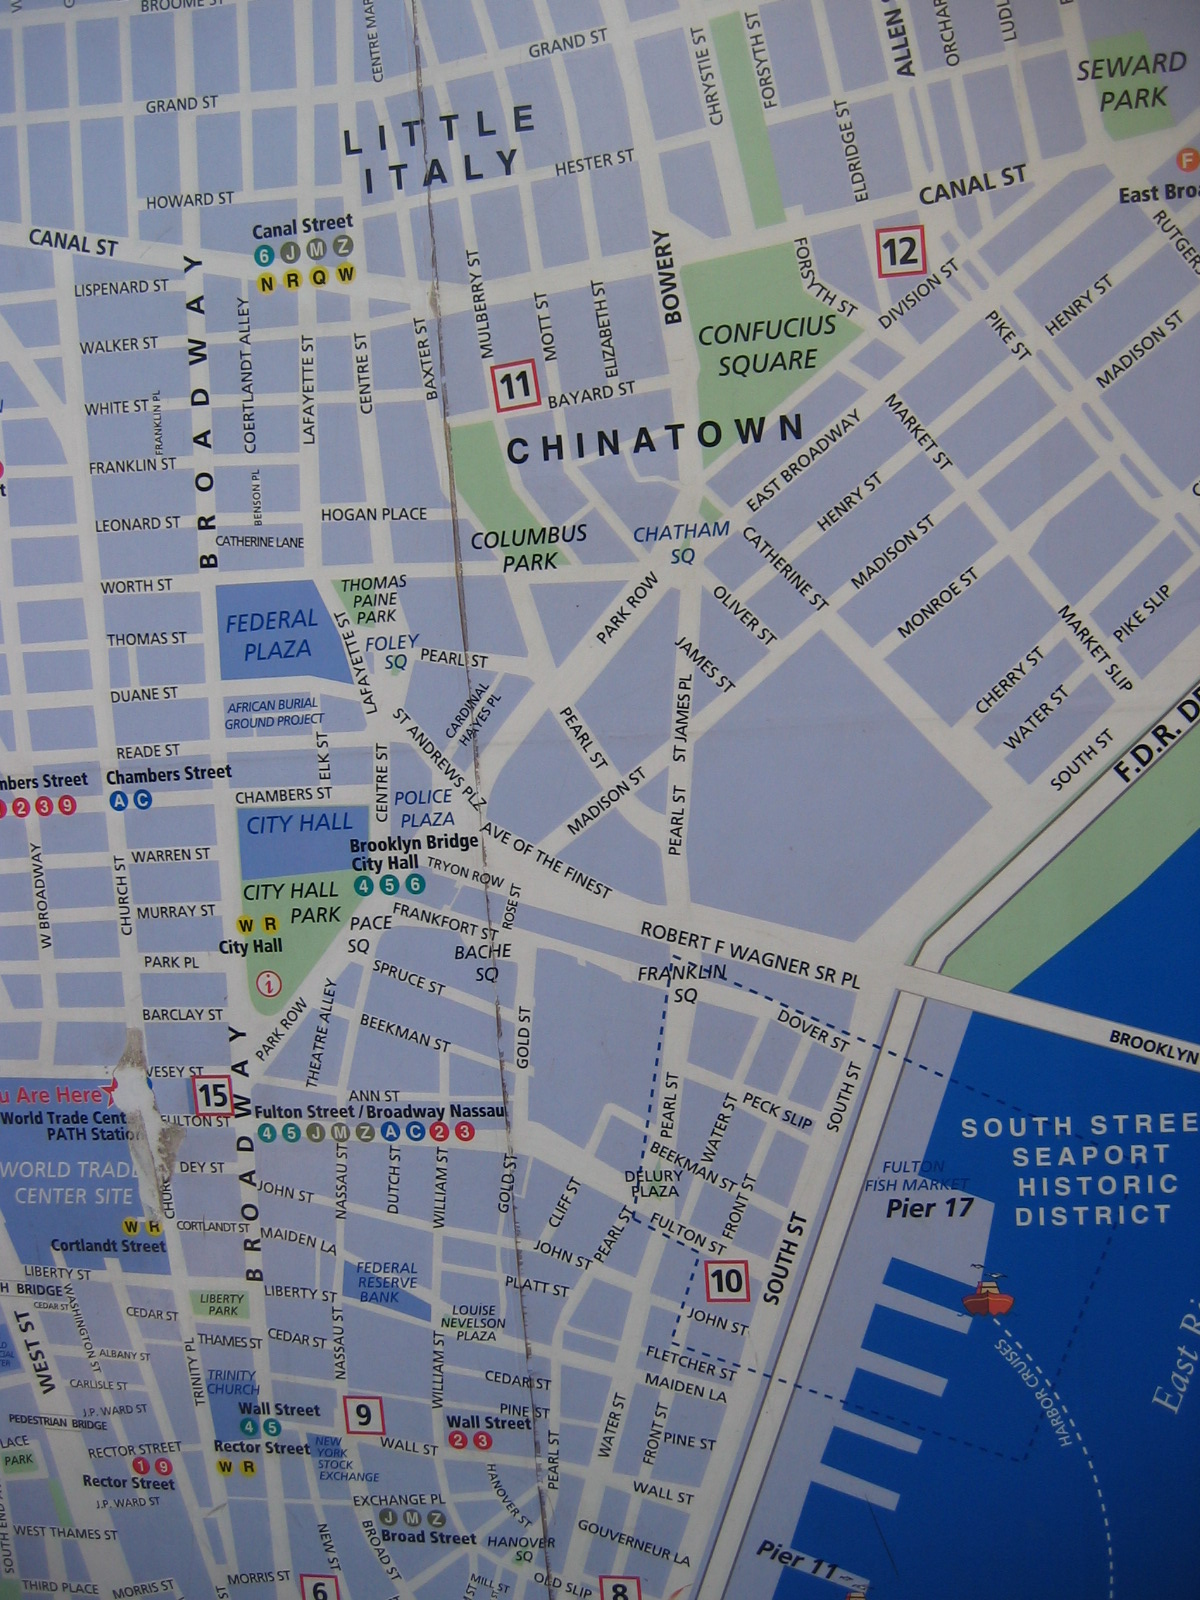 BROOME ST
GRAND ST
GRAND ST
CHRYSTIE ST
FORSYTH ST
ALLEN
SEWARD
PARK
LITTLE
ITALY
HESTER ST
ELDRIDGE ST
CANAL ST
HOWARD ST
Canal Street
6 J M Z
N R Q W
CANAL ST
12
F
East Bro
LISPENARD ST
BROADWAY
MULBERRY ST
MOTT ST
ELIZABETH ST
BOWERY
FORSYTH ST
DIVISION ST
PIKE ST
HENRY ST
MADISON ST
CONFUCIUS
SQUARE
WALKER ST
COERTLANDT ALLEY
LAFAYETTE ST
CENTRE ST
BAXTER ST
11
BAYARD ST
WHITE ST
FRANKLIN PL
CHINATOWN
MARKET ST
FRANKLIN ST
BENSON PL
EAST BROADWAY
HENRY ST
LEONARD ST
HOGAN PLACE
CATHERINE LANE
COLUMBUS
PARK
CHATHAM
SQ
CATHERINE ST
MADISON ST
WORTH ST
THOMAS
PAINE
PARK
PARK ROW
OLIVER ST
MONROE ST
MARKET SLIP
PIKE SLIP
FEDERAL
PLAZA
LAFAYETTE ST
FOLEY
SQ
PEARL ST
THOMAS ST
JAMES ST
CHERRY ST
DUANE ST
AFRICAN BURIAL
GROUND PROJECT
CARDINAL
HAYES PL
ST ANDREWS PLZ
PEARL ST
ST JAMES PL
WATER ST
SOUTH ST
F.D.R. DR
READE ST
ELK ST
CENTRE ST
Chambers Street
A C
2 3 9
CHAMBERS ST
POLICE
PLAZA
MADISON ST
PEARL ST
CITY HALL
Brooklyn Bridge
City Hall
4 5 6
TRYON ROW
AVE OF THE FINEST
WARREN ST
W BROADWAY
CHURCH ST
CITY HALL
PARK
MURRAY ST
W R
City Hall
PACE
SQ
FRANKFORT ST
ROSE ST
BACHE
SQ
ROBERT F WAGNER SR PL
PARK PL
SPRUCE ST
FRANKLIN
SQ
BARCLAY ST
PARK ROW
THEATRE ALLEY
BEEKMAN ST
GOLD ST
DOVER ST
BROOKLYN
VESEY ST
u Are Here
15
ANN ST
PEARL ST
WATER ST
PECK SLIP
SOUTH ST
World Trade Cent
PATH Station
FULTON ST
Fulton Street / Broadway Nassau
4 5 J M Z A C 2 3
SOUTH STREE
SEAPORT
HISTORIC
DISTRICT
WORLD TRADE
CENTER SITE
DEY ST
BROADWAY
JOHN ST
NASSAU ST
DUTCH ST
WILLIAM ST
GOLD ST
CLIFF ST
DELURY
PLAZA
BEEKMAN ST
FRONT ST
FULTON
FISH MARKET
Pier 17
W R
Cortlandt Street
CORTLANDT ST
MAIDEN LA
JOHN ST
PEARL ST
FULTON ST
SOUTH ST
LIBERTY ST
H BRIDGE
CEDAR ST
LIBERTY
PARK
LIBERTY ST
FEDERAL
RESERVE
BANK
PLATT ST
10
WASHINGTON ST
CEDAR ST
LOUISE
NEVELSON
PLAZA
JOHN ST
WEST ST
ALBANY ST
THAMES ST
CEDAR ST
NASSAU ST
WILLIAM ST
FLETCHER ST
HARBOR CRUISES
East Ri
CARLISLE ST
TRINITY PL
TRINITY
CHURCH
CEDAR ST
MAIDEN LA
J.P. WARD ST
PEDESTRIAN BRIDGE
Wall Street
4 5
9
PINE ST
Wall Street
2 3
WATER ST
FRONT ST
PINE ST
LACE
PARK
RECTOR STREET
1 9
Rector Street
Rector Street
W R
NEW
YORK
STOCK
EXCHANGE
WALL ST
PEARL ST
J.P. WARD ST
HANOVER ST
WALL ST
EXCHANGE PL
J M Z
Broad Street
WEST THAMES ST
NEW ST
BROAD ST
HANOVER
SQ
GOUVERNEUR LA
Pier 11
THIRD PLACE
MORRIS ST
MORRIS ST
6
MILL ST
OLD SLIP
8